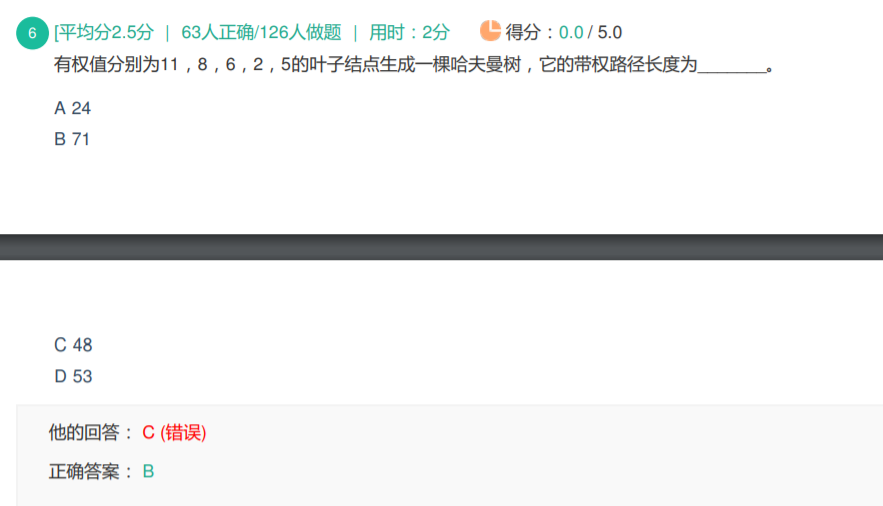 6 [平均分2.5分 | 63人正确/126人做题 | 用时：2分 得分：0.0 / 5.0
有权值分别为11，8，6，2，5的叶子结点生成一棵哈夫曼树，它的带权路径长度为_______。
A 24
B 71
C 48
D 53
他的回答： C (错误)
正确答案： B